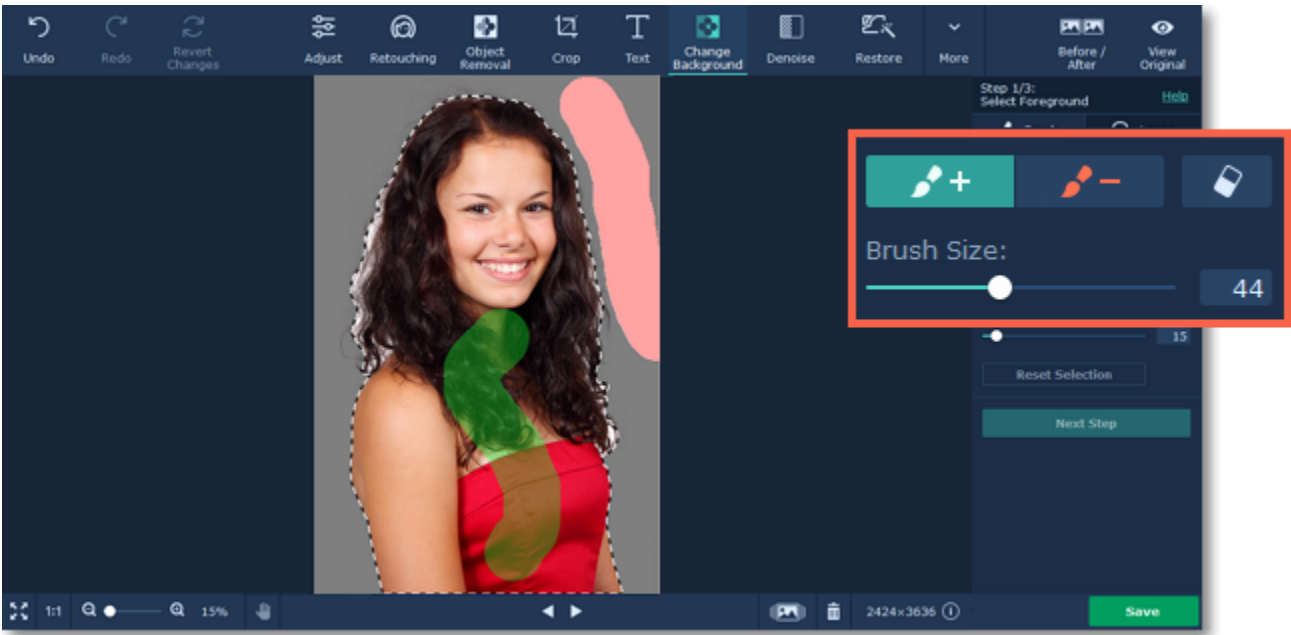 Undo
Redo
Revert
Changes
Adjust
Retouching
Object
Removal
Crop
Text
Change
Background
Denoise
Restore
More
Before /
After
View
Original
Step 1/3:
Select Foreground
Help
Brush Size:
44
15
Reset Selection
Next Step
1:1
15%
2424×3636
Save